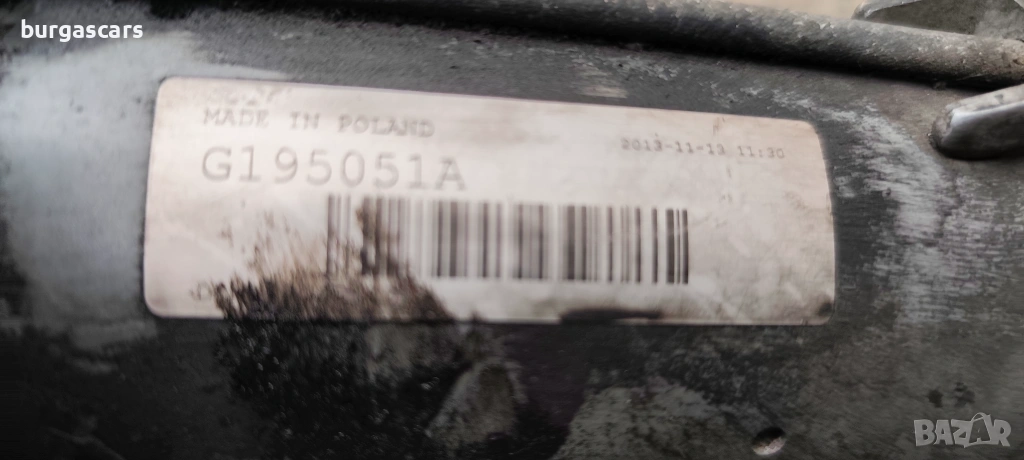 burgascars
MADE IN POLAND
2013-11-13 11:30
G195051A
BAZAR